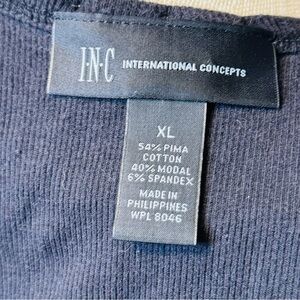 I·N·C INTERNATIONAL CONCEPTS
XL
54% PIMA
COTTON
40% MODAL
6% SPANDEX
MADE IN
PHILIPPINES
WPL 8046